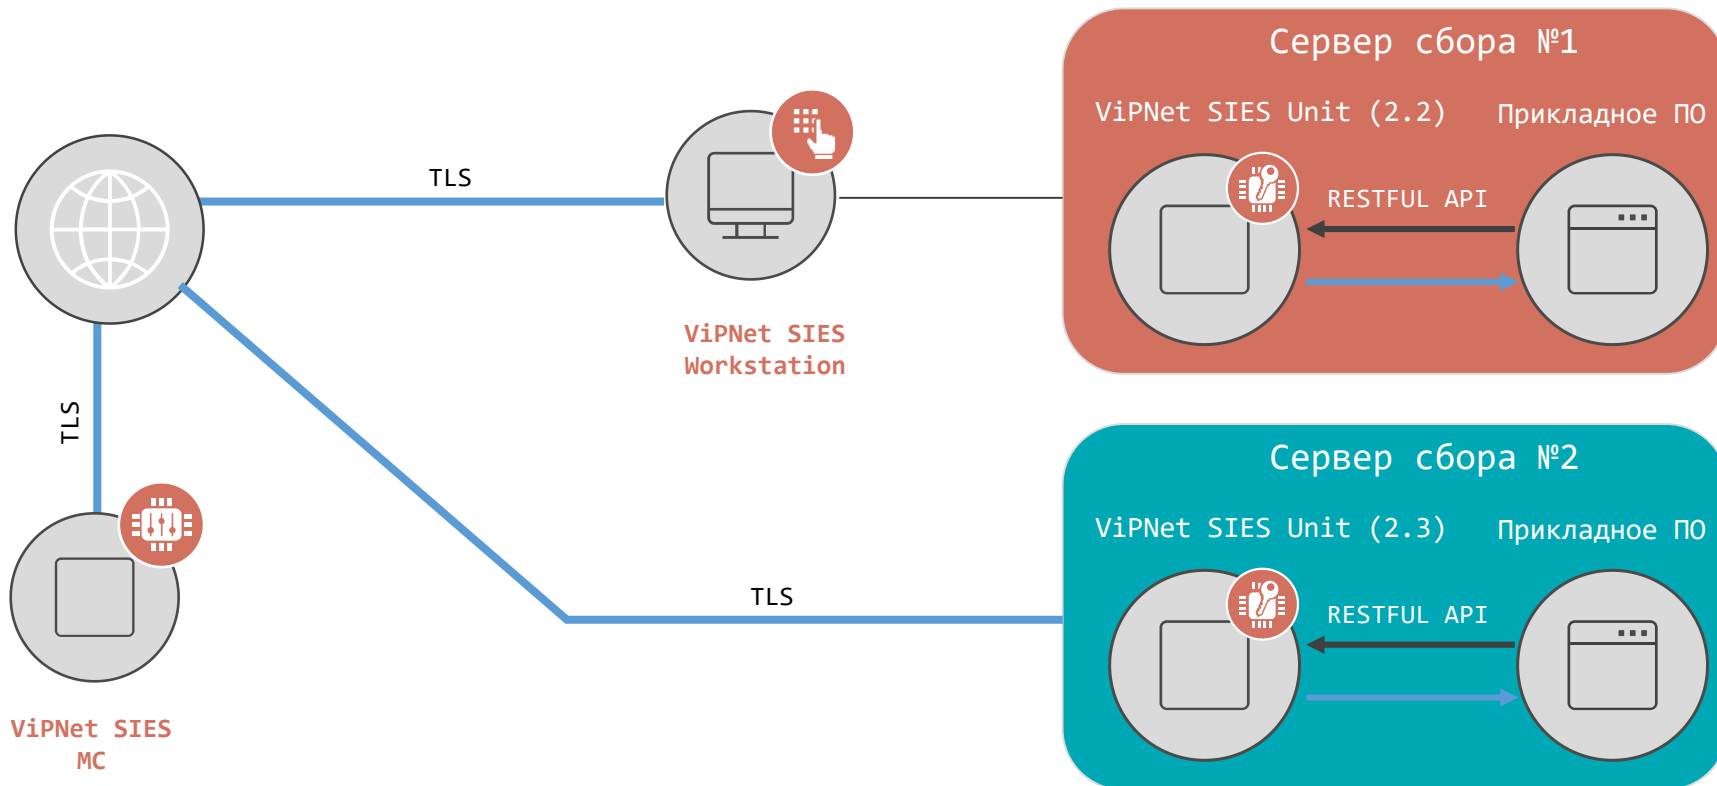 Сервер сбора №1
ViPNet SIES Unit (2.2)
Прикладное ПО
RESTFUL API
TLS
ViPNet SIES
Workstation
TLS
Сервер сбора №2
ViPNet SIES Unit (2.3)
Прикладное ПО
RESTFUL API
TLS
ViPNet SIES
MC